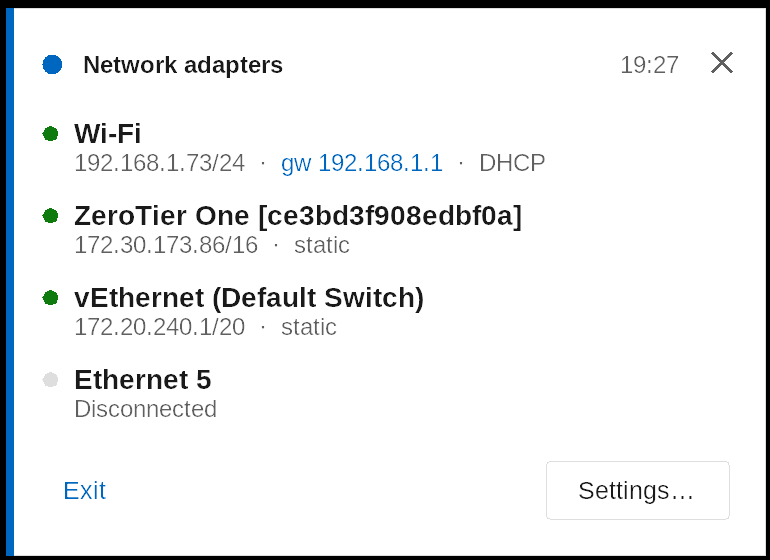 Network adapters 19:27
Wi-Fi
192.168.1.73/24 · gw 192.168.1.1 · DHCP
ZeroTier One [ce3bd3f908edbf0a]
172.30.173.86/16 · static
vEthernet (Default Switch)
172.20.240.1/20 · static
Ethernet 5
Disconnected
Exit Settings…